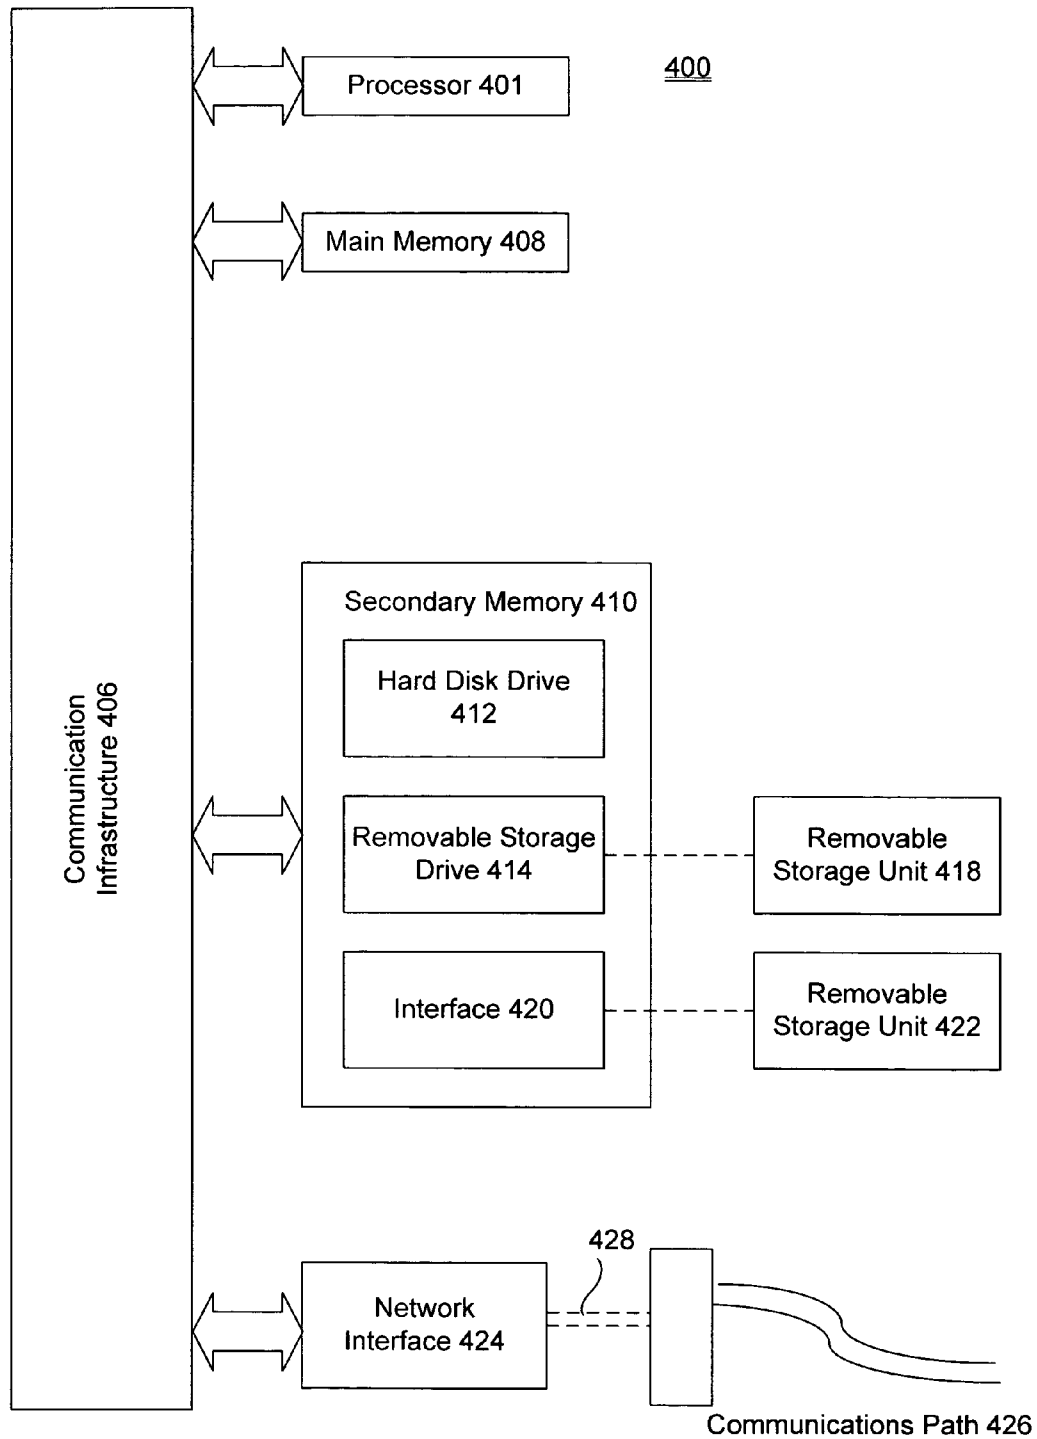 400
Processor 401
Main Memory 408
Communication
Infrastructure 406
Secondary Memory 410
Hard Disk Drive
412
Removable Storage
Drive 414
Removable
Storage Unit 418
Interface 420
Removable
Storage Unit 422
428
Network
Interface 424
Communications Path 426